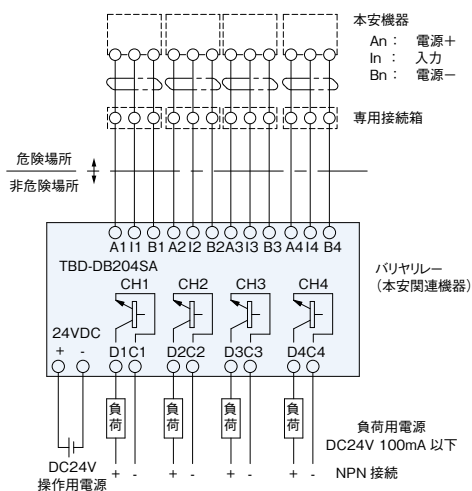 本安機器
An : 電源+
In : 入力
Bn : 電源−
専用接続箱
危険場所
非危険場所
A1 I1 B1 A2 I2 B2 A3 I3 B3 A4 I4 B4
TBD-DB204SA
バリヤリレー
(本安関連機器)
CH1 CH2 CH3 CH4
24VDC
+ - D1 C1 D2 C2 D3 C3 D4 C4
負荷 負荷 負荷 負荷
負荷用電源
DC24V 100mA 以下
DC24V
操作用電源
+ - + - + - + - NPN 接続